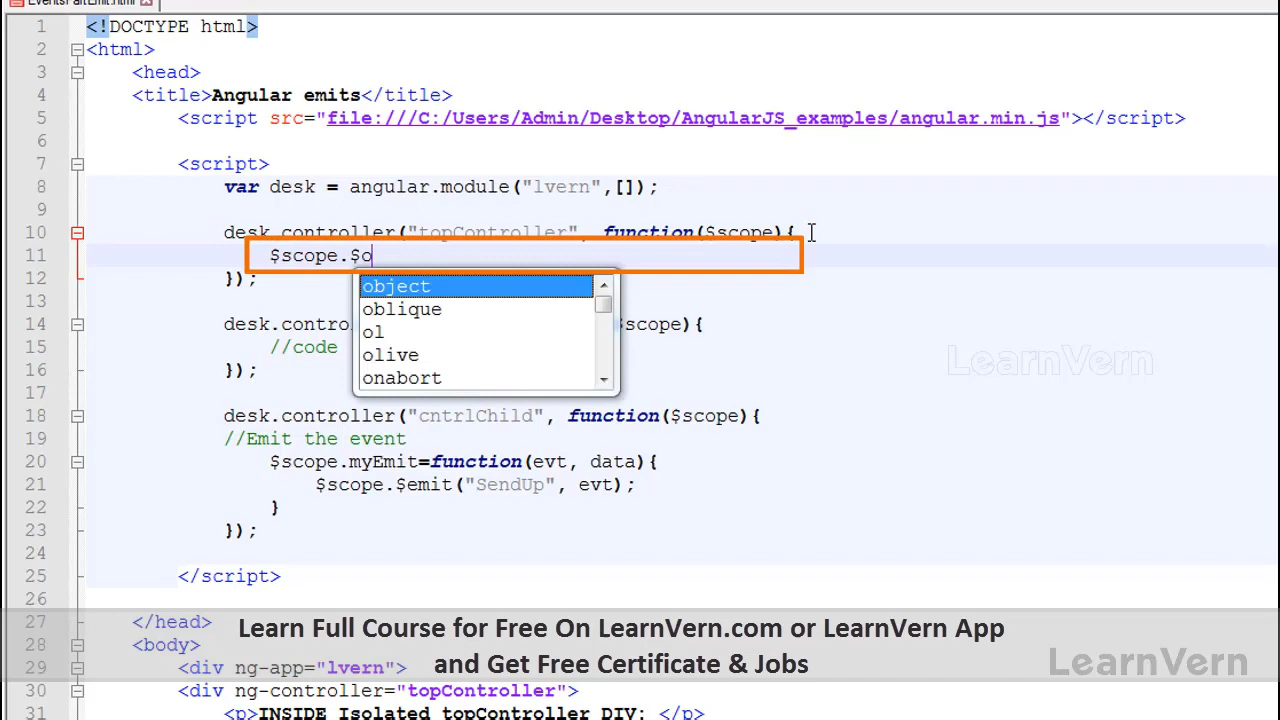 EventsPartEmit.html
1 <!DOCTYPE html>
2 <html>
3 <head>
4 <title>Angular emits</title>
5 <script src="file:///C:/Users/Admin/Desktop/AngularJS_examples/angular.min.js"></script>
6
7 <script>
8 var desk = angular.module("lvern",[]);
9
10 desk.controller("topController", function($scope){
11 $scope.$o
12 });
object
13
oblique
14 desk.contro $scope){
ol
15 //code
olive
16 });
onabort
17
18 desk.controller("cntrlChild", function($scope){
19 //Emit the event
20 $scope.myEmit=function(evt, data){
21 $scope.$emit("SendUp", evt);
22 }
23 });
24
25 </script>
26
27 </head>
28 <body>
29 <div ng-app="lvern">
30 <div ng-controller="topController">
31 <p>INSIDE Isolated topController DIV: </p>
LearnVern
Learn Full Course for Free On LearnVern.com or LearnVern App
and Get Free Certificate & Jobs
LearnVern